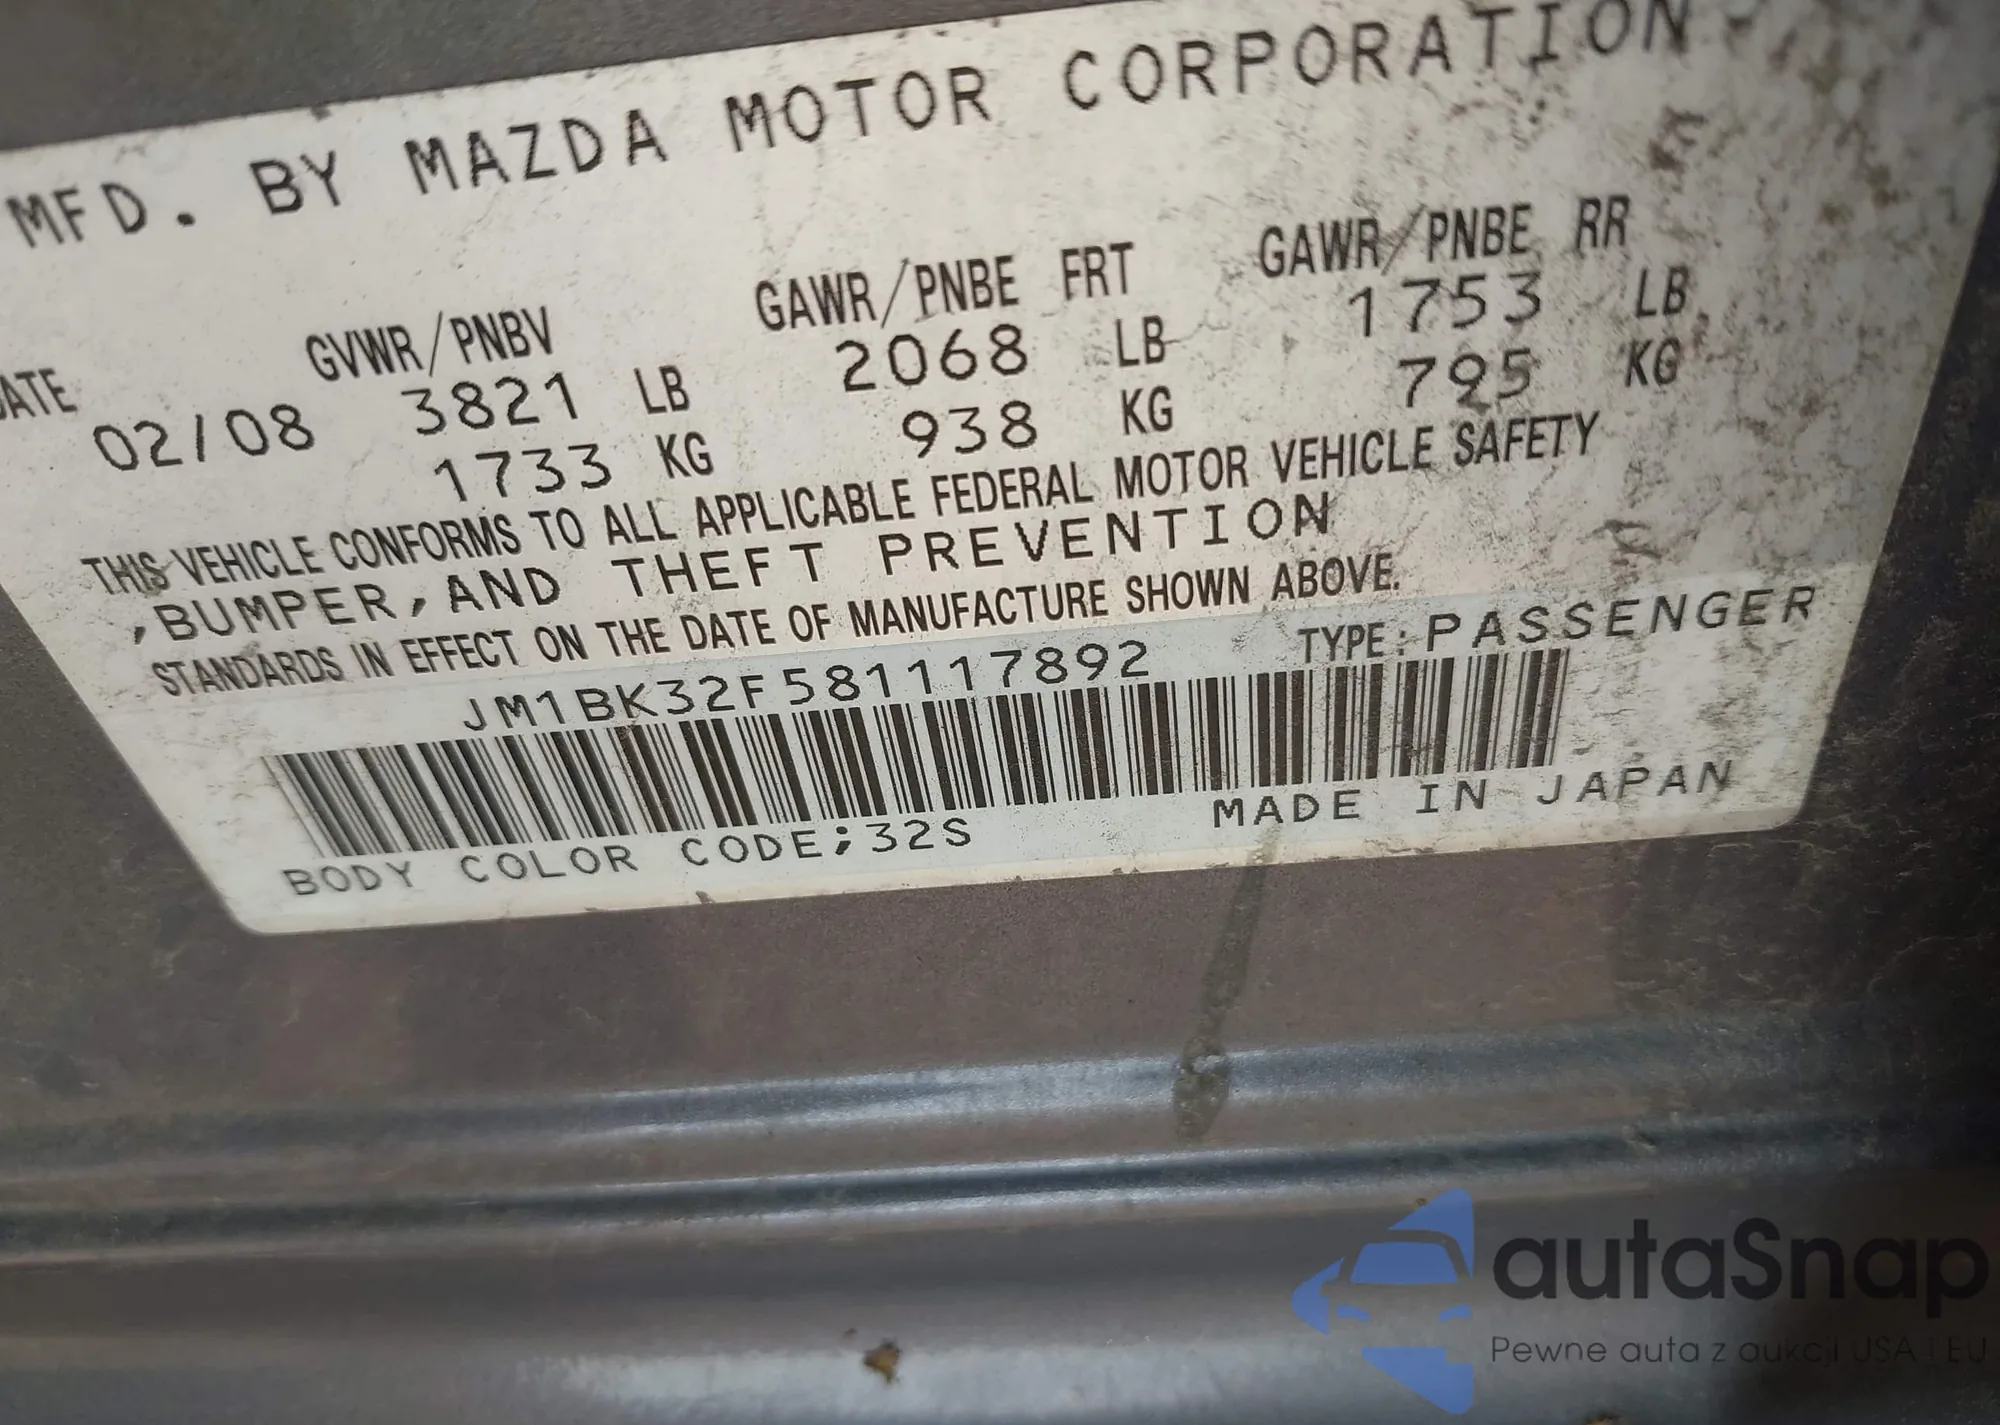 MFD. BY MAZDA MOTOR CORPORATION
GVWR/PNBV GAWR/PNBE FRT GAWR/PNBE RR
ATE 02/08 3821 LB 2068 LB 1753 LB
1733 KG 938 KG 795 KG
THIS VEHICLE CONFORMS TO ALL APPLICABLE FEDERAL MOTOR VEHICLE SAFETY
,BUMPER,AND THEFT PREVENTION
STANDARDS IN EFFECT ON THE DATE OF MANUFACTURE SHOWN ABOVE.
JM1BK32F581117892 TYPE:PASSENGER
BODY COLOR CODE;32S MADE IN JAPAN
autaSnap
Pewne auta z aukcji USA i EU